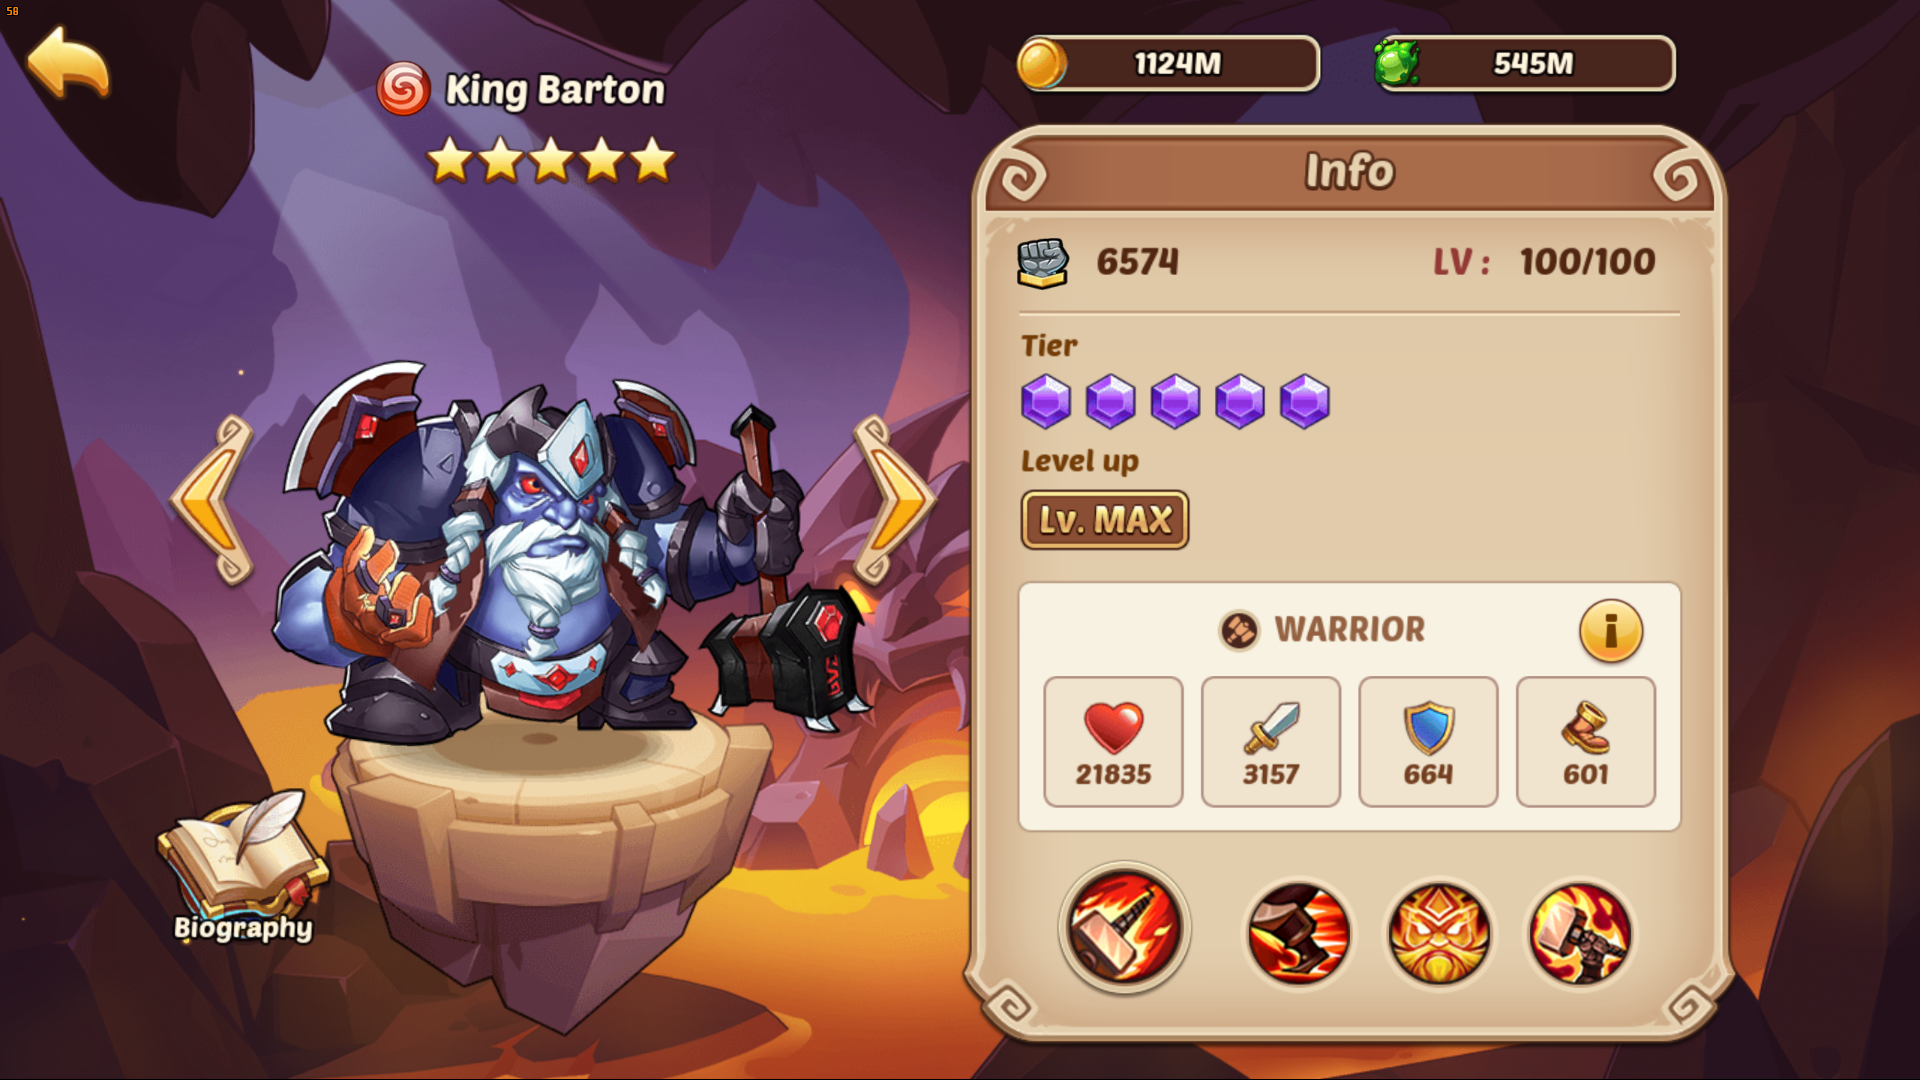 58
King Barton
1124M
545M
Info
6574
LV : 100/100
Tier
Level up
Lv. MAX
WARRIOR
21835
3157
664
601
Biography